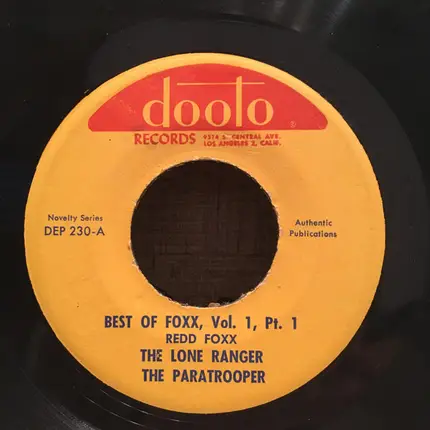 dooto
®
RECORDS
9514 S. CENTRAL AVE.
LOS ANGELES 2, CALIF.
Novelty Series
DEP 230-A
Authentic
Publications
BEST OF FOXX, Vol. 1, Pt. 1
REDD FOXX
THE LONE RANGER
THE PARATROOPER